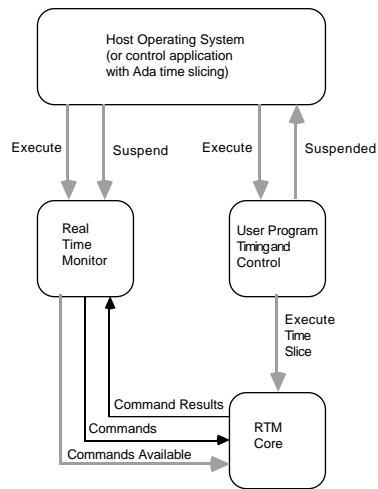 Host Operating System
(or control application
with Ada time slicing)
Execute
Suspend
Execute
Suspended
Real
Time
Monitor
User Program
Timingand
Control
Execute
Time
Slice
Command Results
Commands
Commands Available
RTM
Core